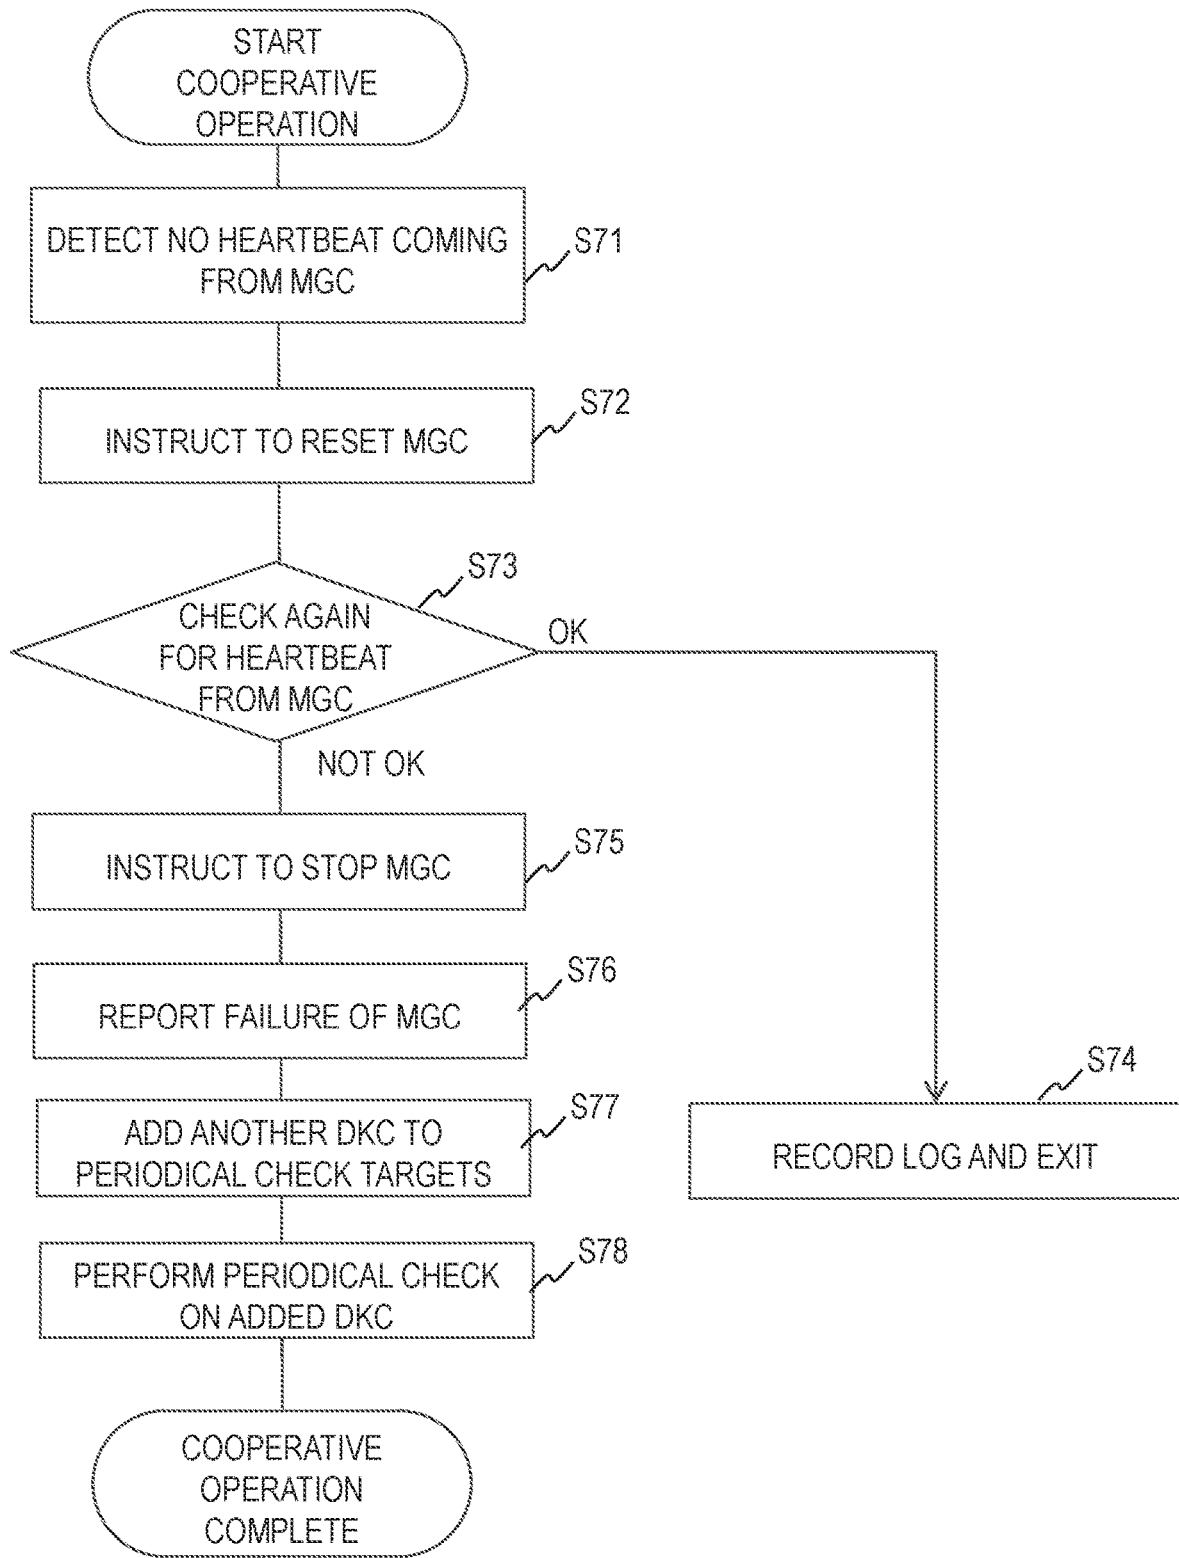 START
COOPERATIVE
OPERATION
DETECT NO HEARTBEAT COMING
FROM MGC
S71
INSTRUCT TO RESET MGC
S72
CHECK AGAIN
FOR HEARTBEAT
FROM MGC
S73
OK
NOT OK
INSTRUCT TO STOP MGC
S75
REPORT FAILURE OF MGC
S76
ADD ANOTHER DKC TO
PERIODICAL CHECK TARGETS
S77
S74
RECORD LOG AND EXIT
PERFORM PERIODICAL CHECK
ON ADDED DKC
S78
COOPERATIVE
OPERATION
COMPLETE